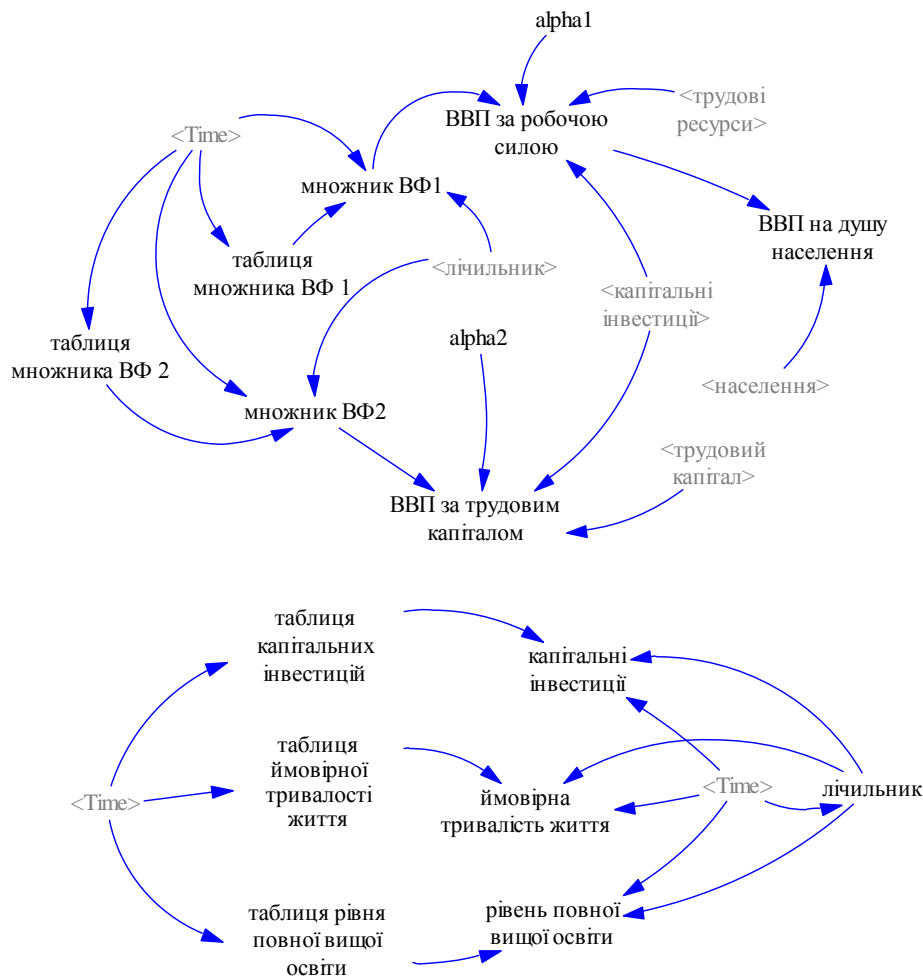 alpha1
<трудові
ресурси>
ВВП за робочою
силою
<Time>
множник ВФ1
ВВП на душу
населення
таблиця
множника ВФ 1
<лічильник>
<капітальні
інвестиції>
таблиця
множника ВФ 2
alpha2
<населення>
множник ВФ2
<трудовий
капітал>
ВВП за трудовим
капіталом
таблиця
капітальних
інвестицій
капітальні
інвестиції
таблиця
ймовірної
тривалості
життя
<Time>
ймовірна
тривалість життя
<Time>
лічильник
таблиця рівня
повної вищої
освіти
рівень повної
вищої освіти